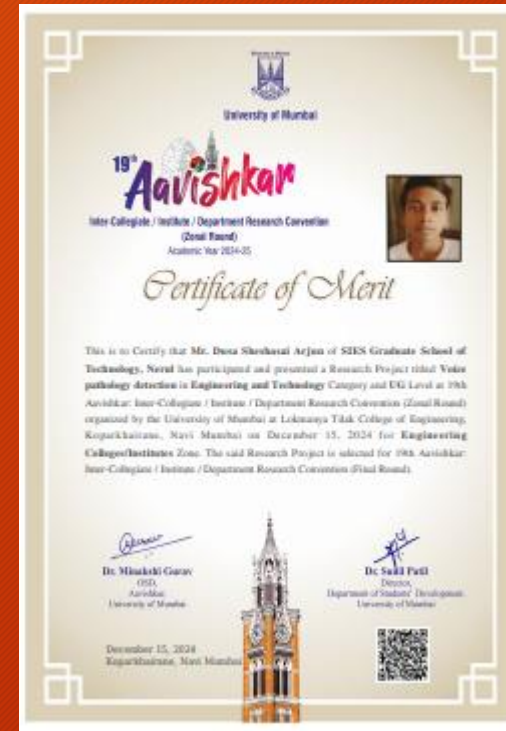 University of Mumbai
19th
Aavishkar
Inter-Collegiate / Institute / Department Research Convention
(Zonal Round)
Academic Year 2024-25
Certificate of Merit
This is to Certify that Mr. Dusa Sheshasai Arjun of SIES Graduate School of
Technology, Nerul has participated and presented a Research Project titled Voice
pathology detection in Engineering and Technology Category and UG Level at 19th
Aavishkar: Inter-Collegiate / Institute / Department Research Convention (Zonal Round)
organized by the University of Mumbai at Lokmanya Tilak College of Engineering,
Koparkhairane, Navi Mumbai on December 15, 2024 for Engineering
Colleges/Institutes Zone. The said Research Project is selected for 19th Aavishkar:
Inter-Collegiate / Institute / Department Research Convention (Final Round).
Dr. Minakshi Gurav
OSD,
Aavishkar
University of Mumbai
Dr. Sunil Patil
Director,
Department of Students' Development
University of Mumbai
December 15, 2024
Koparkhairane, Navi Mumbai